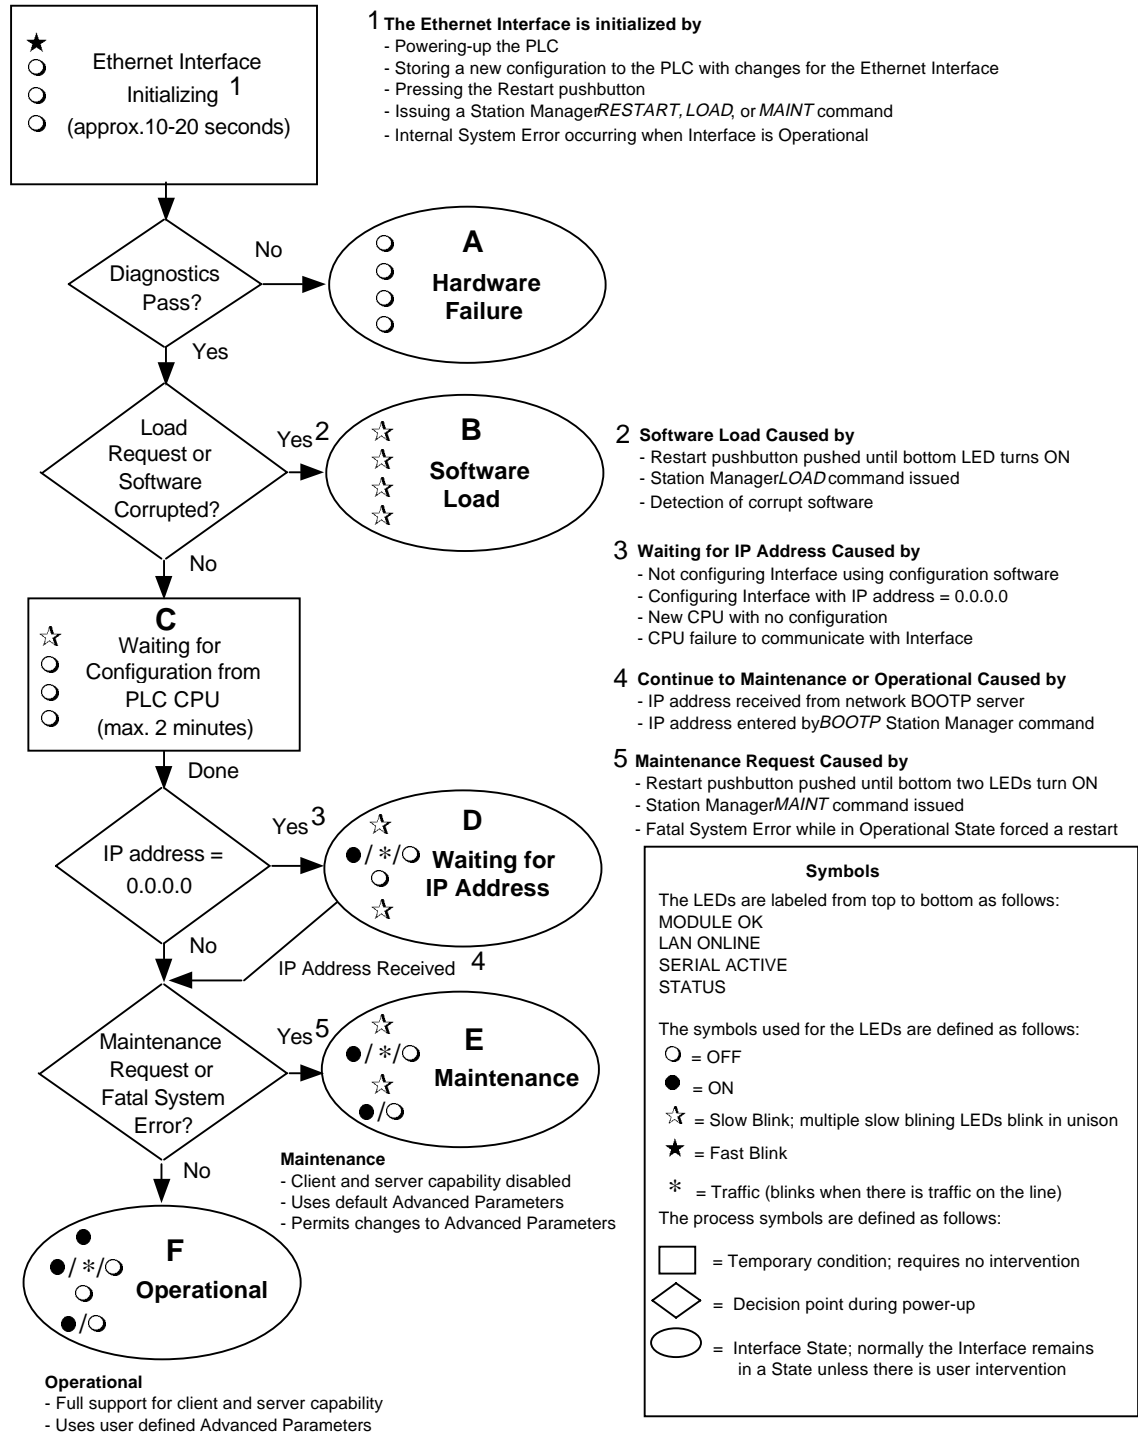 Ethernet Interface
Initializing 1
(approx.10-20 seconds)
1 The Ethernet Interface is initialized by
- Powering-up the PLC
- Storing a new configuration to the PLC with changes for the Ethernet Interface
- Pressing the Restart pushbutton
- Issuing a Station Manager RESTART, LOAD, or MAINT command
- Internal System Error occurring when Interface is Operational
Diagnostics
Pass?
No
A
Hardware
Failure
Yes
Load
Request or
Software
Corrupted?
Yes 2
B
Software
Load
2 Software Load Caused by
- Restart pushbutton pushed until bottom LED turns ON
- Station Manager LOAD command issued
- Detection of corrupt software
No
3 Waiting for IP Address Caused by
- Not configuring Interface using configuration software
- Configuring Interface with IP address = 0.0.0.0
- New CPU with no configuration
- CPU failure to communicate with Interface
C
Waiting for
Configuration from
PLC CPU
(max. 2 minutes)
4 Continue to Maintenance or Operational Caused by
- IP address received from network BOOTP server
- IP address entered by BOOTP Station Manager command
Done
5 Maintenance Request Caused by
- Restart pushbutton pushed until bottom two LEDs turn ON
- Station Manager MAINT command issued
- Fatal System Error while in Operational State forced a restart
IP address =
0.0.0.0
Yes 3
D
Waiting for
IP Address
/ * /
No
IP Address Received 4
Maintenance
Request or
Fatal System
Error?
Yes 5
E
Maintenance
/ * /
/
No
Maintenance
- Client and server capability disabled
- Uses default Advanced Parameters
- Permits changes to Advanced Parameters
F
Operational
/ * /
/
Operational
- Full support for client and server capability
- Uses user defined Advanced Parameters
Symbols
The LEDs are labeled from top to bottom as follows:
MODULE OK
LAN ONLINE
SERIAL ACTIVE
STATUS
The symbols used for the LEDs are defined as follows:
= OFF
= ON
= Slow Blink; multiple slow blining LEDs blink in unison
= Fast Blink
* = Traffic (blinks when there is traffic on the line)
The process symbols are defined as follows:
= Temporary condition; requires no intervention
= Decision point during power-up
= Interface State; normally the Interface remains
in a State unless there is user intervention